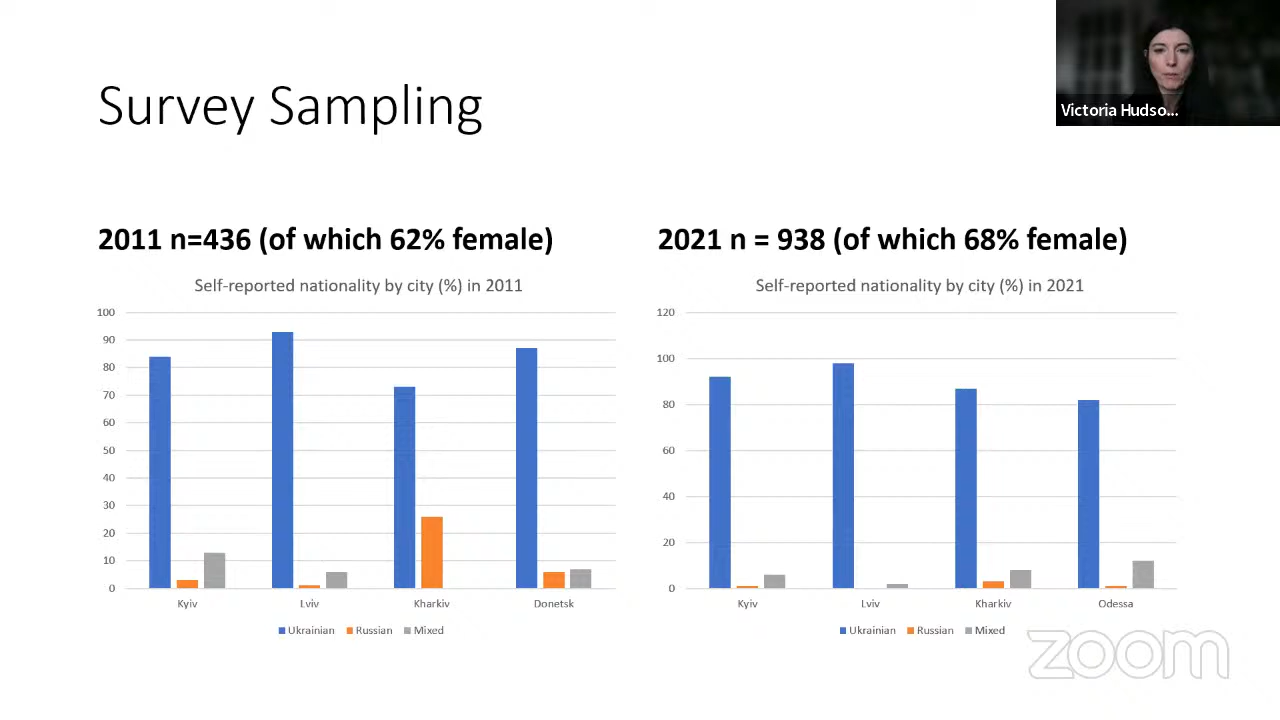 Survey Sampling
Victoria Hudso...
2011 n=436 (of which 62% female)
Self-reported nationality by city (%) in 2011
100
90
80
70
60
50
40
30
20
10
0
Kyiv Lviv Kharkiv Donetsk
Ukrainian Russian Mixed
2021 n = 938 (of which 68% female)
Self-reported nationality by city (%) in 2021
120
100
80
60
40
20
0
Kyiv Lviv Kharkiv Odessa
Ukrainian Russian Mixed
zoom